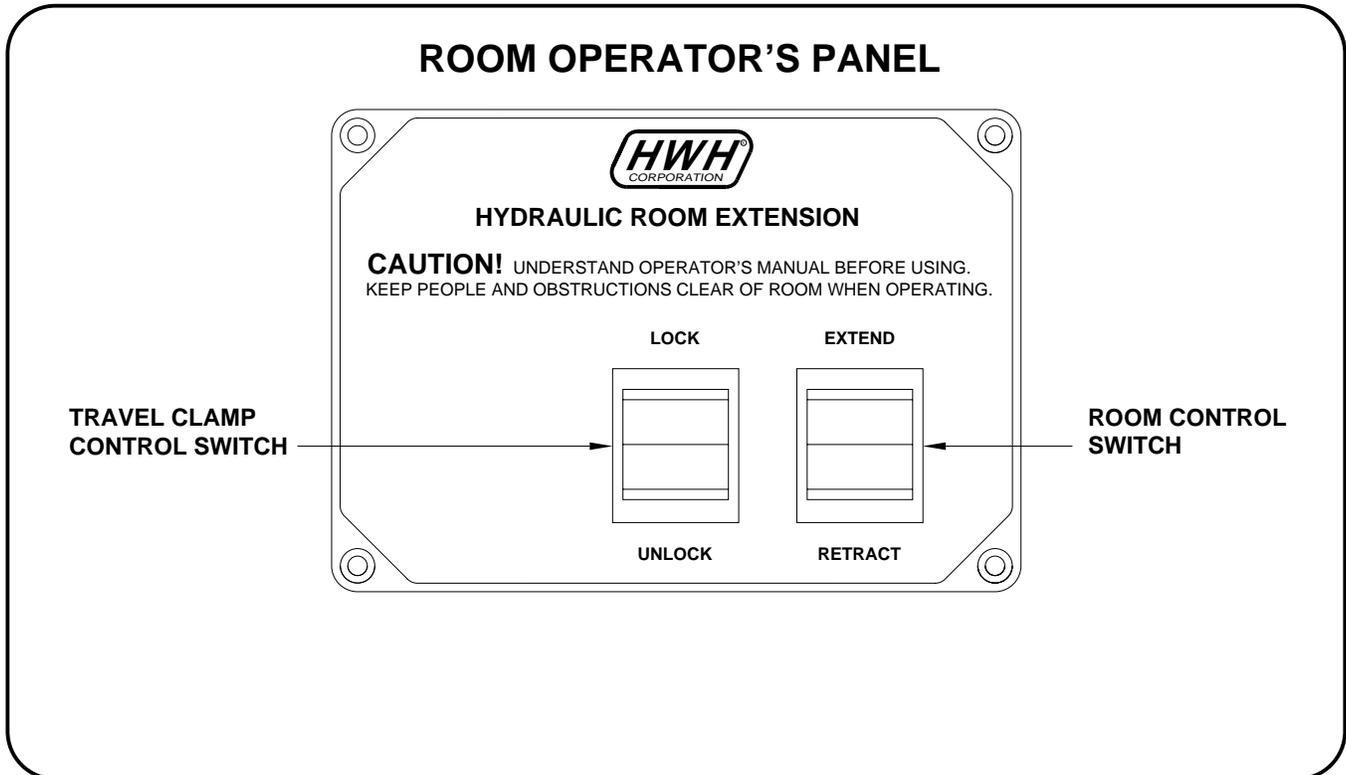 ROOM OPERATOR'S PANEL
HWH
CORPORATION
HYDRAULIC ROOM EXTENSION
CAUTION! UNDERSTAND OPERATOR'S MANUAL BEFORE USING.
KEEP PEOPLE AND OBSTRUCTIONS CLEAR OF ROOM WHEN OPERATING.
LOCK
EXTEND
TRAVEL CLAMP
CONTROL SWITCH
ROOM CONTROL
SWITCH
UNLOCK
RETRACT